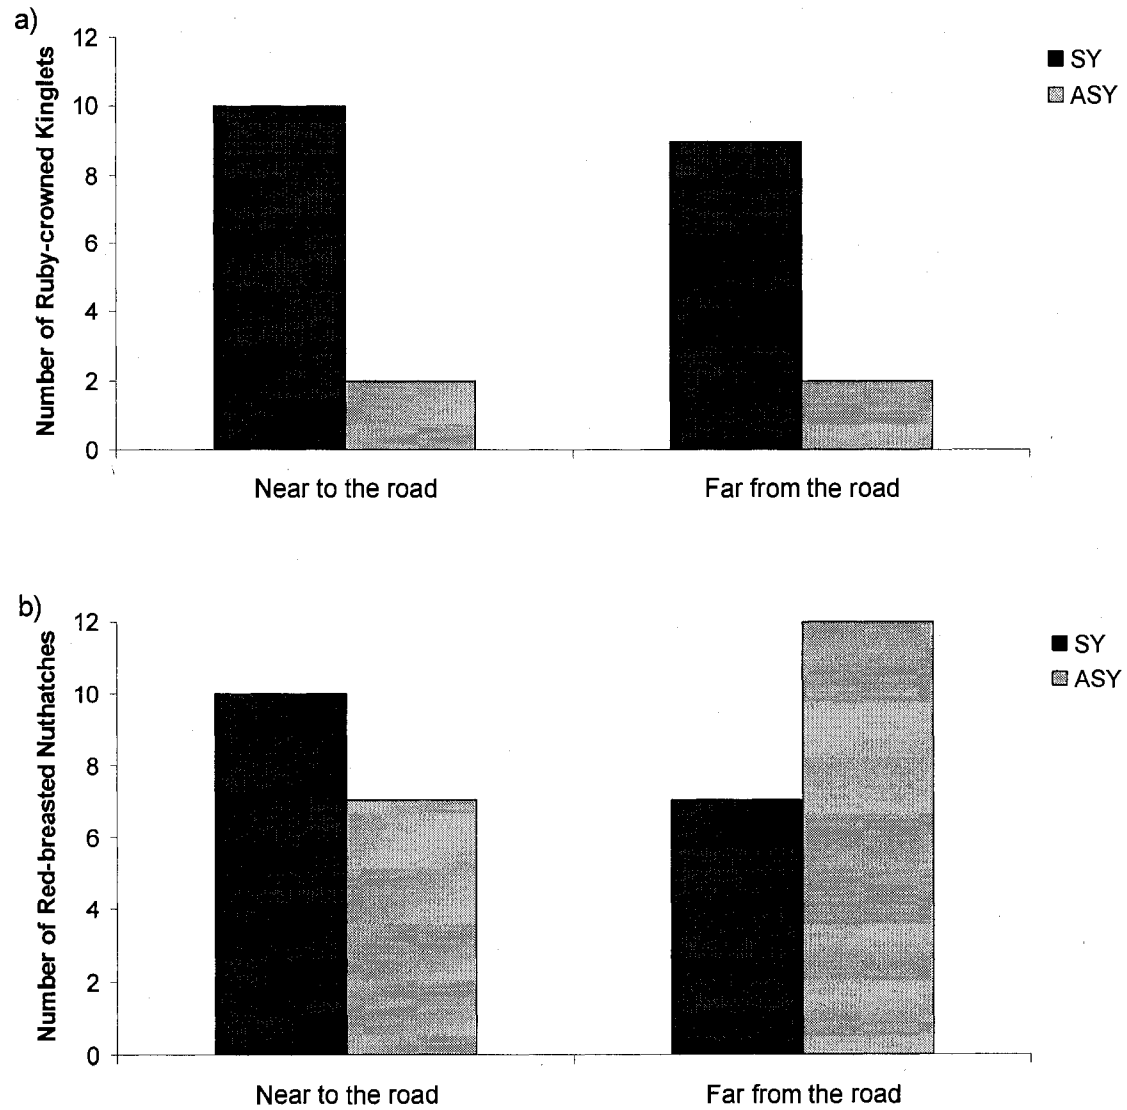 a)
Number of Ruby-crowned Kinglets
12
10
8
6
4
2
0
Near to the road
Far from the road
SY
ASY
b)
Number of Red-breasted Nuthatches
12
10
8
6
4
2
0
Near to the road
Far from the road
SY
ASY